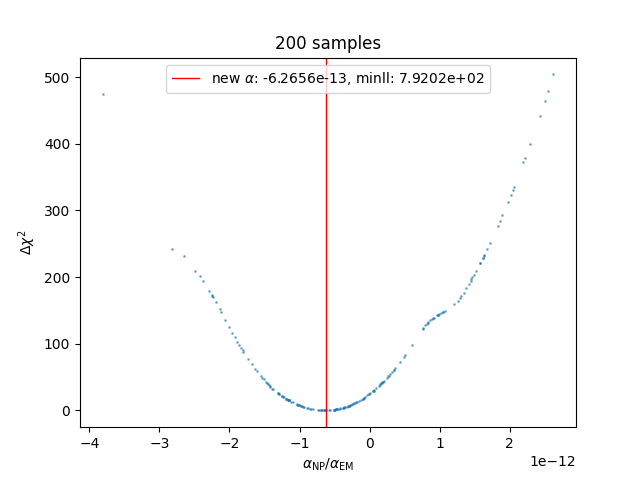 200 samples
new α: -6.2656e-13, minll: 7.9202e+02
500
400
300
200
100
0
Δχ²
−4 −3 −2 −1 0 1 2
1e−12
α_NP/α_EM